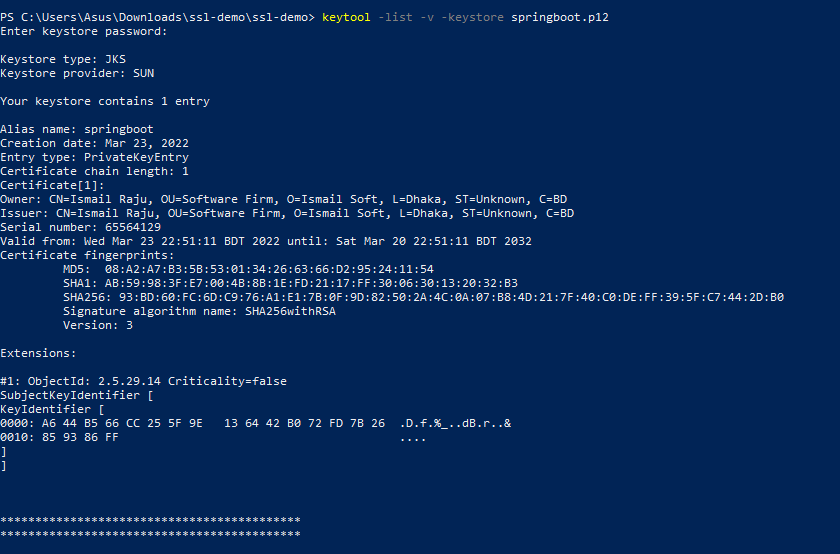 PS C:\Users\Asus\Downloads\ssl-demo\ssl-demo> keytool -list -v -keystore springboot.p12
Enter keystore password:
Keystore type: JKS
Keystore provider: SUN
Your keystore contains 1 entry
Alias name: springboot
Creation date: Mar 23, 2022
Entry type: PrivateKeyEntry
Certificate chain length: 1
Certificate[1]:
Owner: CN=Ismail Raju, OU=Software Firm, O=Ismail Soft, L=Dhaka, ST=Unknown, C=BD
Issuer: CN=Ismail Raju, OU=Software Firm, O=Ismail Soft, L=Dhaka, ST=Unknown, C=BD
Serial number: 65564129
Valid from: Wed Mar 23 22:51:11 BDT 2022 until: Sat Mar 20 22:51:11 BDT 2032
Certificate fingerprints:
MD5:  08:A2:A7:B3:5B:53:01:34:26:63:66:D2:95:24:11:54
SHA1: AB:59:98:3F:E7:00:4B:8B:1E:FD:21:17:FF:30:06:30:13:20:32:B3
SHA256: 93:BD:60:FC:6D:C9:76:A1:E1:7B:0F:9D:82:50:2A:4C:0A:07:B8:4D:21:7F:40:C0:DE:FF:39:5F:C7:44:2D:B0
Signature algorithm name: SHA256withRSA
Version: 3
Extensions:
#1: ObjectId: 2.5.29.14 Criticality=false
SubjectKeyIdentifier [
KeyIdentifier [
0000: A6 44 B5 66 CC 25 5F 9E   13 64 42 B0 72 FD 7B 26  .D.f.%_..dB.r..&
0010: 85 93 86 FF                                        ....
]
]
*******************************************
*******************************************